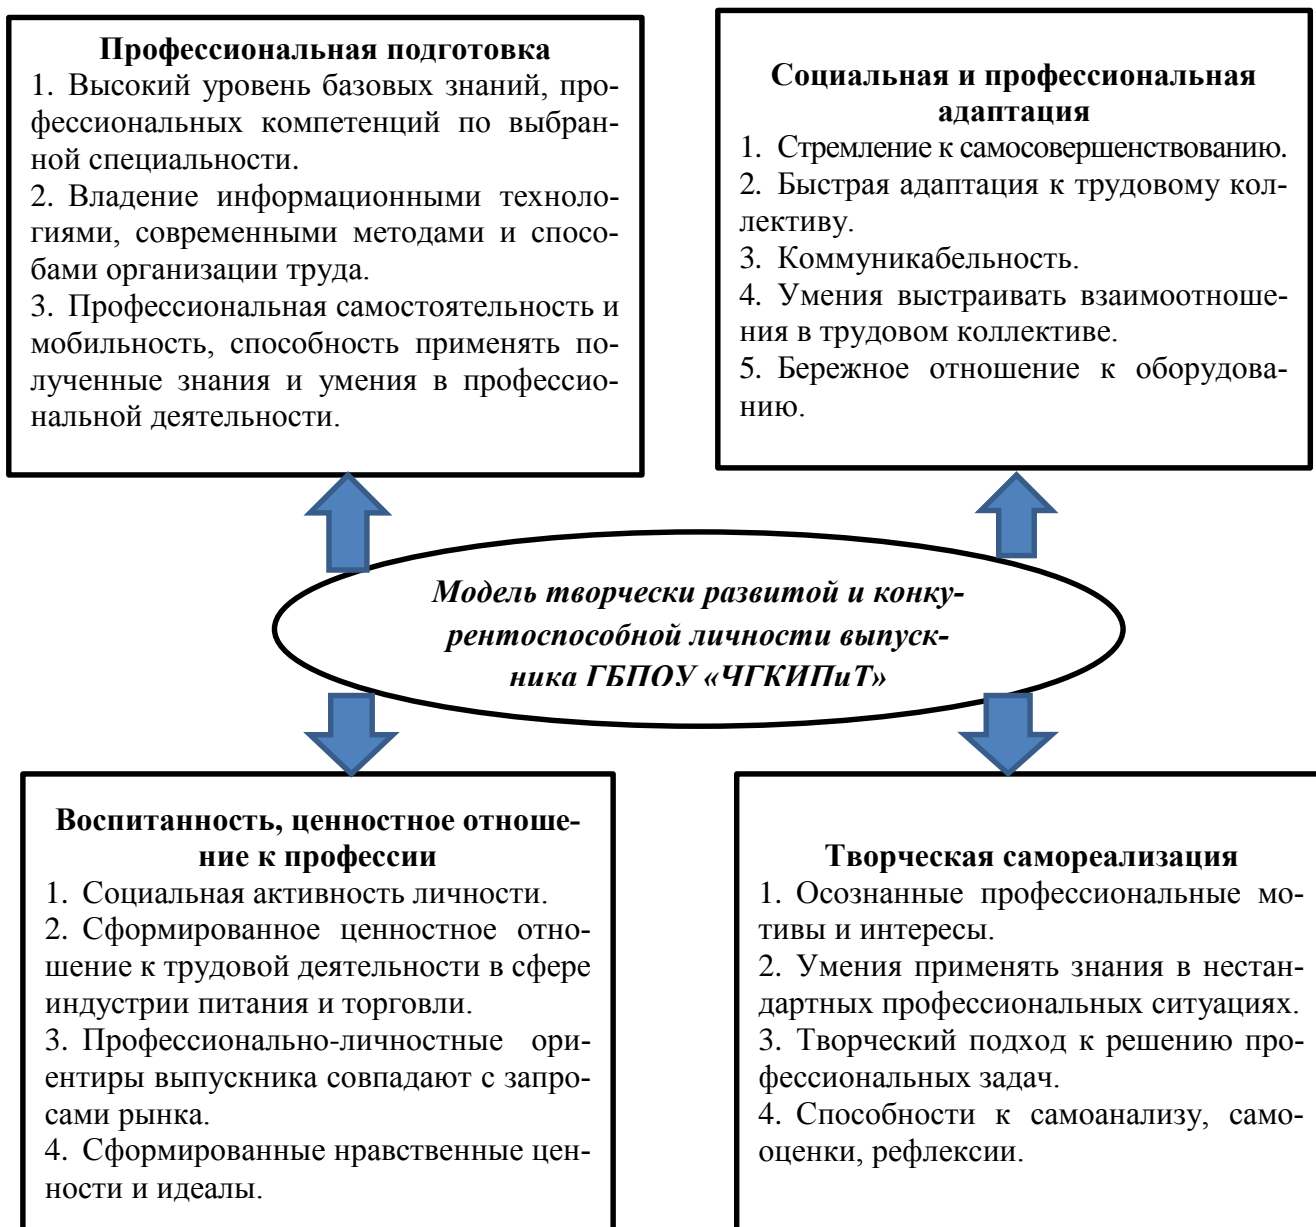 Профессиональная подготовка
1. Высокий уровень базовых знаний, про-
фессиональных компетенций по выбран-
ной специальности.
2. Владение информационными техноло-
гиями, современными методами и спосо-
бами организации труда.
3. Профессиональная самостоятельность и
мобильность, способность применять по-
лученные знания и умения в профессио-
нальной деятельности.
Социальная и профессиональная
адаптация
1. Стремление к самосовершенствованию.
2. Быстрая адаптация к трудовому кол-
лективу.
3. Коммуникабельность.
4. Умения выстраивать взаимоотноше-
ния в трудовом коллективе.
5. Бережное отношение к оборудова-
нию.
Модель творчески развитой и конку-
рентоспособной личности выпуск-
ника ГБПОУ «ЧГКИПиТ»
Воспитанность, ценностное отноше-
ние к профессии
1. Социальная активность личности.
2. Сформированное ценностное отно-
шение к трудовой деятельности в сфере
индустрии питания и торговли.
3. Профессионально-личностные ори-
ентиры выпускника совпадают с запро-
сами рынка.
4. Сформированные нравственные цен-
ности и идеалы.
Творческая самореализация
1. Осознанные профессиональные мо-
тивы и интересы.
2. Умения применять знания в нестан-
дартных профессиональных ситуациях.
3. Творческий подход к решению про-
фессиональных задач.
4. Способности к самоанализу, само-
оценки, рефлексии.